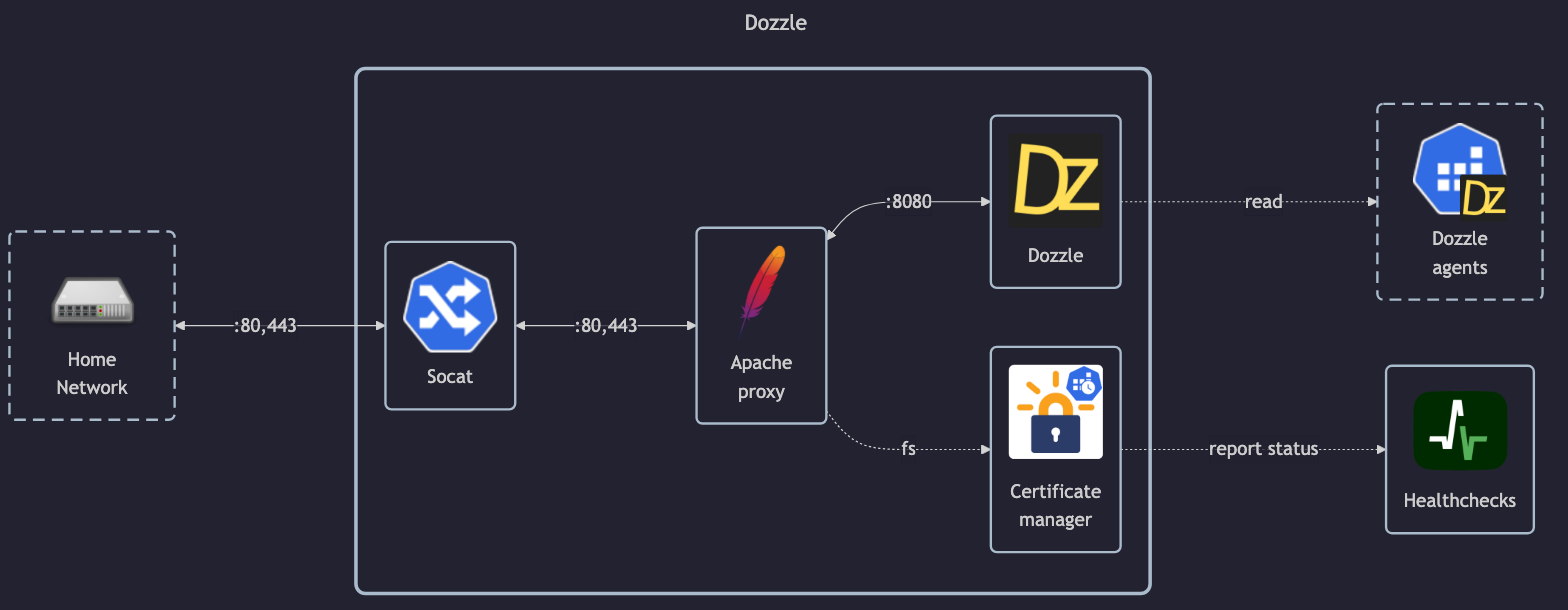 Dozzle
Home
Network
:80,443
Socat
:80,443
Apache
proxy
:8080
fs
Dz
Dozzle
Certificate
manager
read
report status
Dz
Dozzle
agents
Healthchecks